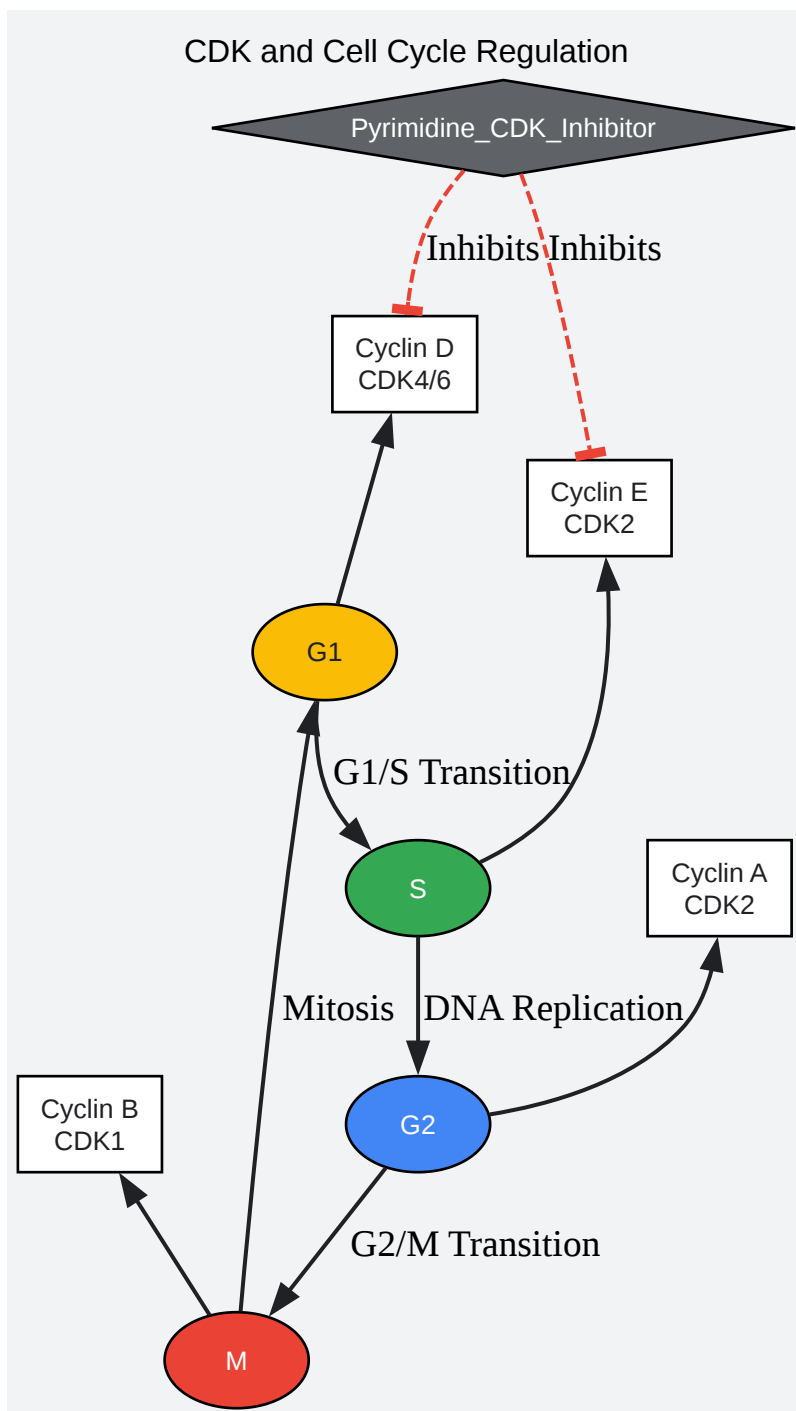 CDK and Cell Cycle Regulation
Pyrimidine_CDK_Inhibitor
Inhibits
Inhibits
Cyclin D
CDK4/6
Cyclin E
CDK2
G1
G1/S Transition
S
Cyclin A
CDK2
Mitosis
DNA Replication
Cyclin B
CDK1
G2
G2/M Transition
M